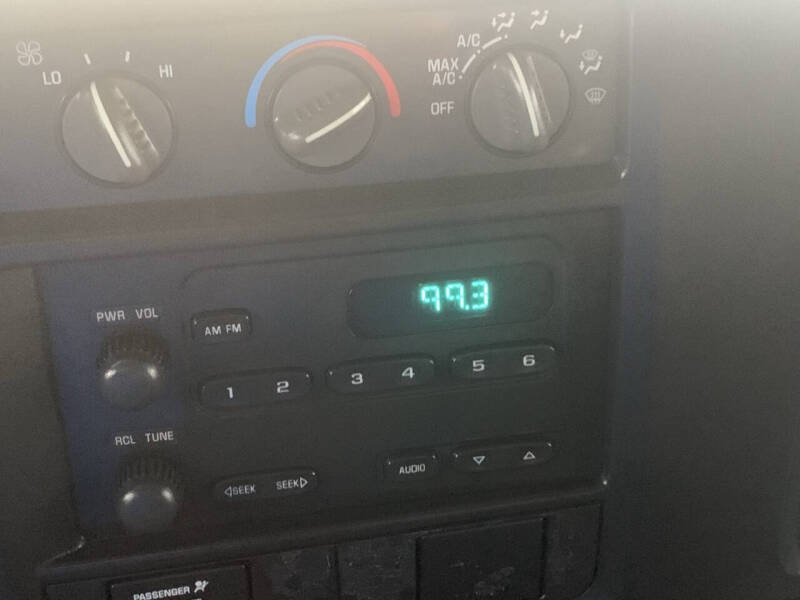 LO HI
A/C
MAX
A/C
OFF
99.3
PWR VOL
AM FM
1 2 3 4 5 6
RCL TUNE
SEEK SEEK
AUDIO
PASSENGER